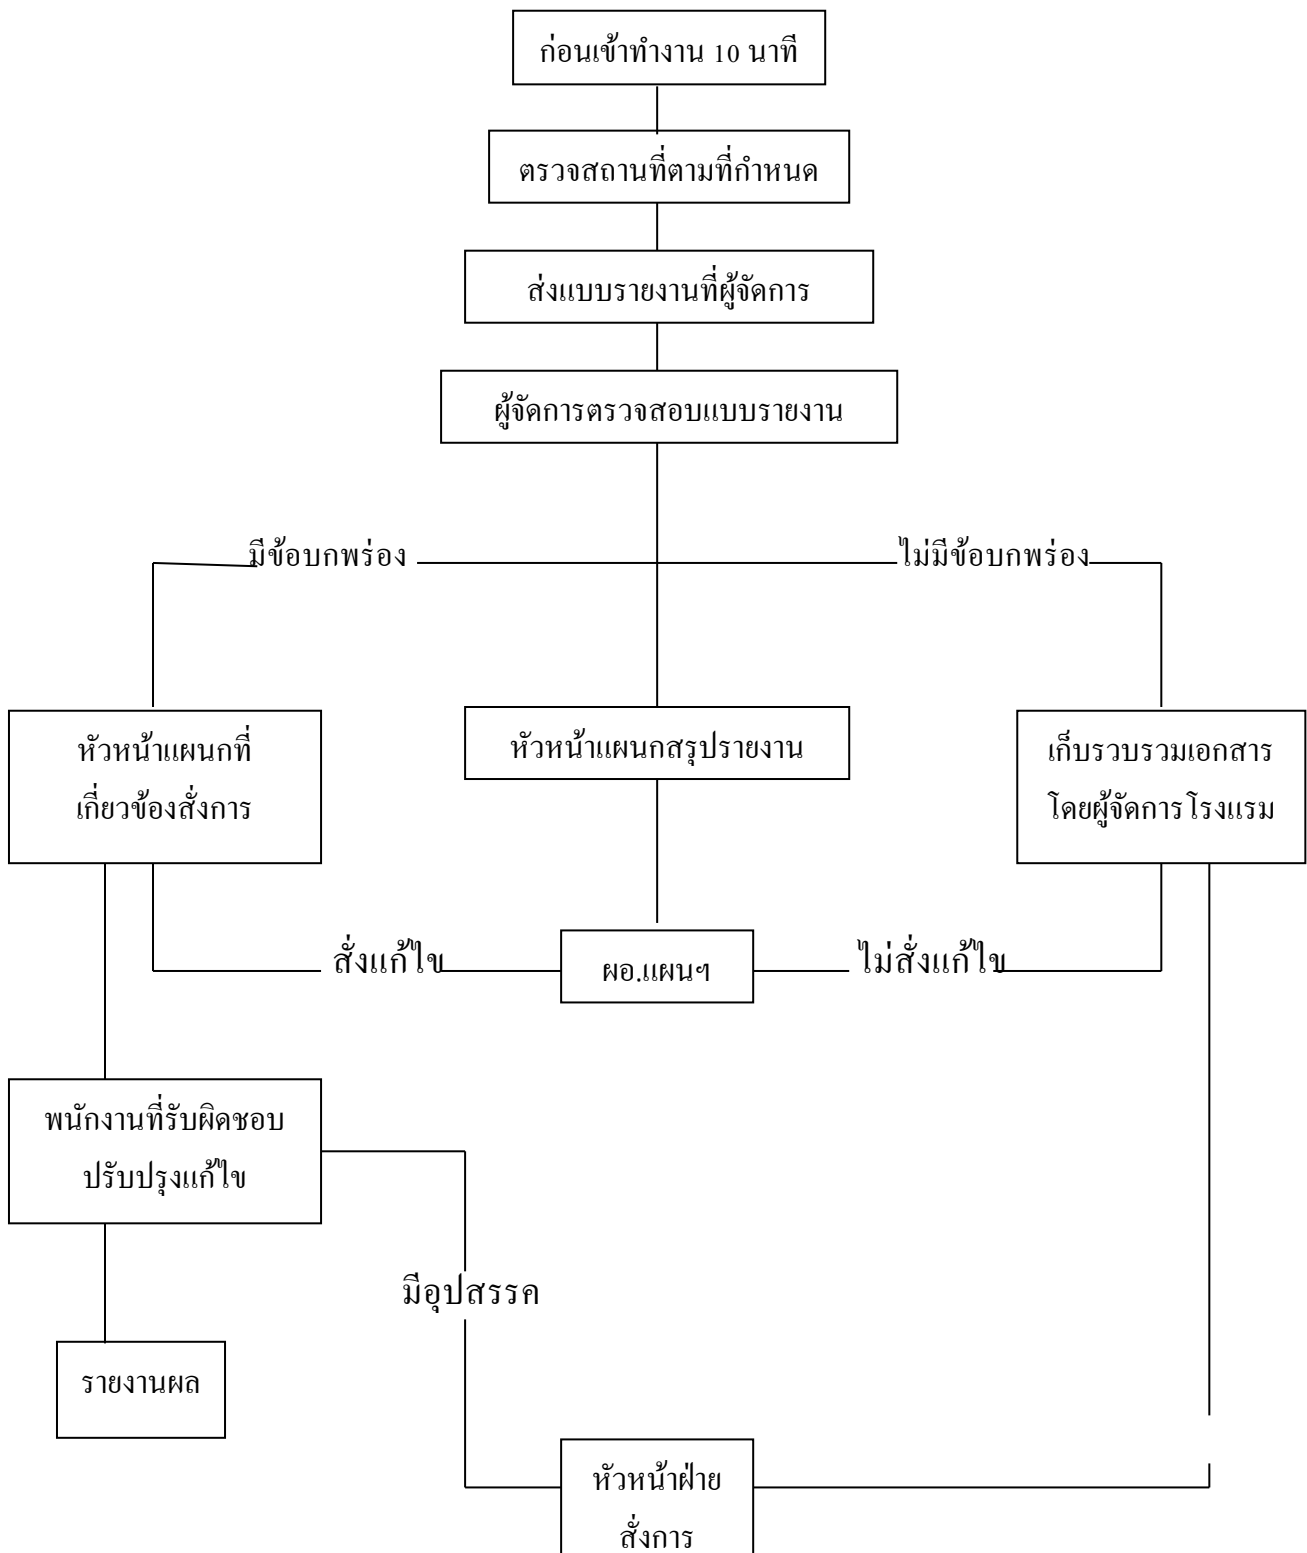 ก่อนเข้าทำงาน 10 นาที
ตรวจสถานที่ตามที่กำหนด
ส่งแบบรายงานที่ผู้จัดการ
ผู้จัดการตรวจสอบแบบรายงาน
มีข้อบกพร่อง
ไม่มีข้อบกพร่อง
หัวหน้าแผนกที่
เกี่ยวข้องสั่งการ
หัวหน้าแผนกสรุปรายงาน
เก็บรวบรวมเอกสาร
โดยผู้จัดการโรงแรม
สั่งแก้ไข
ผอ.แผนฯ
ไม่สั่งแก้ไข
พนักงานที่รับผิดชอบ
ปรับปรุงแก้ไข
มีอุปสรรค
รายงานผล
หัวหน้าฝ่าย
สั่งการ